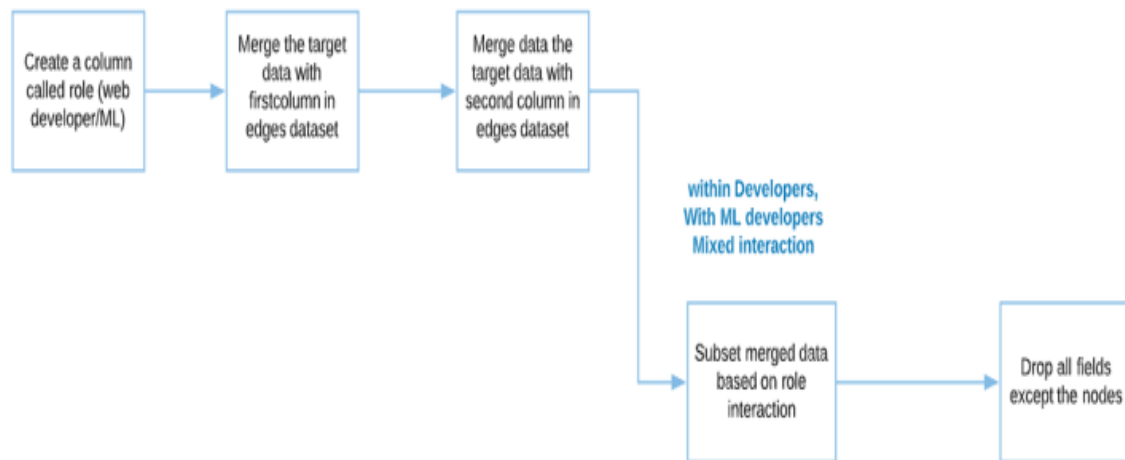 Create a column
called role (web
developer/ML)
Merge the target
data with
firstcolumn in
edges dataset
Merge data the
target data with
second column in
edges dataset
within Developers,
With ML developers
Mixed interaction
Subset merged data
based on role
interaction
Drop all fields
except the nodes